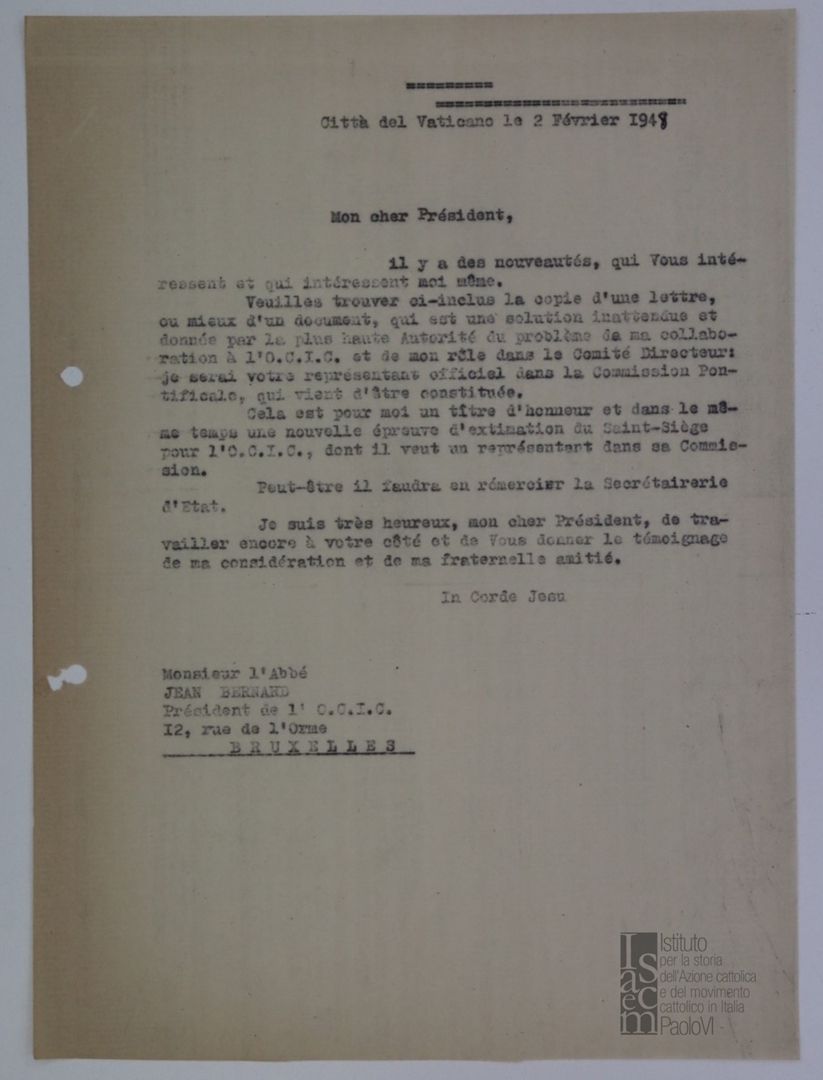 ==========
=============================
Città del Vaticano le 2 Février 1948
Mon cher Président,
il y a des nouveautés, qui Vous inté-
ressent et qui intéressent moi même.
Veuilles trouver ci-inclus la copie d'une lettre,
ou mieux d'un document, qui est une solution inattendue et
donnée par la plus haute Autorité du problème de ma collabo-
ration à l'O.C.I.C. et de mon rôle dans le Comité Directeur:
je serai votre représentant officiel dans la Commission Pon-
tificale, qui vient d'être constituée.
Cela est pour moi un tître d'honneur et dans le mê-
me temps une nouvelle épreuve d'extimation du Saint-Siège
pour l'O.C.I.C., dont il veut un représentant dans sa Commis-
sion.
Peut-être il faudra en rémercier la Secrétairerie
d'Etat.
Je suis très heureux, mon cher Président, de tra-
vailler encore à votre côté et de Vous donner le témoignage
de ma considération et de ma fraternelle amitié.
In Corde Jesu
Monsieur l'Abbé
JEAN BERNARD
Président de l' O.C.I.C.
I2, rue de l'Orme
BRUXELLES
Isacem
Istituto
per la storia
dell'Azione cattolica
e del movimento
cattolico in Italia
PaoloVI